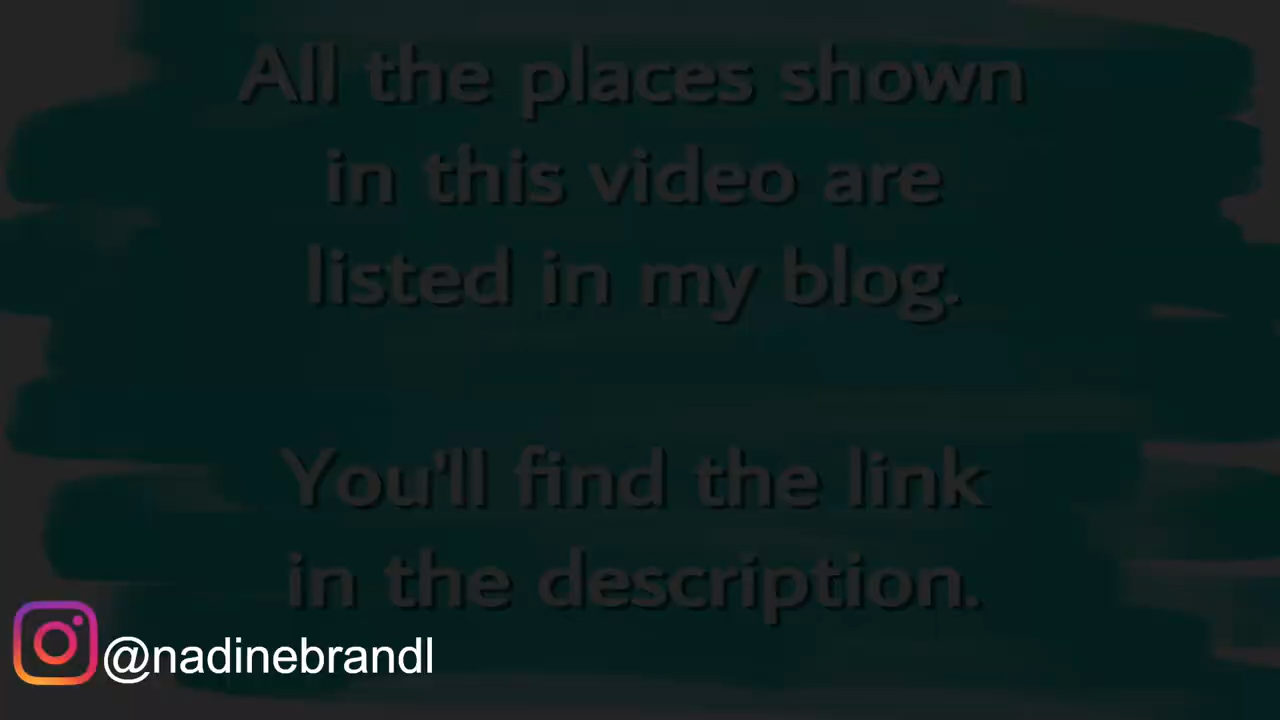 All the places shown
in this video are
listed in my blog.
You'll find the link
in the description.
@nadinebrandl